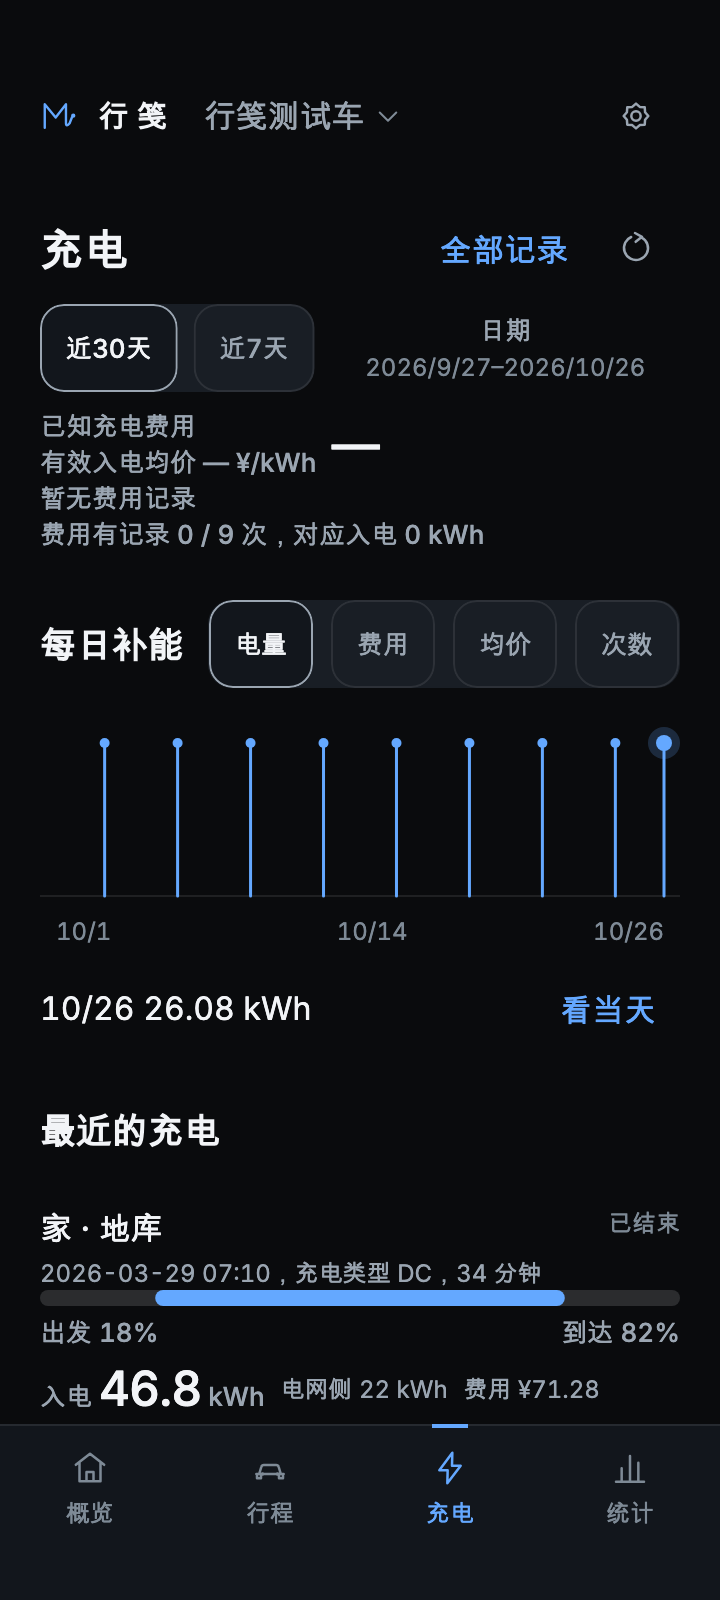 行笺 行笺测试车
充电 全部记录
近30天 近7天 日期
2026/9/27–2026/10/26
已知充电费用
有效入电均价 — ¥/kWh —
暂无费用记录
费用有记录 0 / 9 次，对应入电 0 kWh
每日补能 电量 费用 均价 次数
10/1 10/14 10/26
10/26 26.08 kWh 看当天
最近的充电
家 · 地库 已结束
2026-03-29 07:10，充电类型 DC，34 分钟
出发 18% 到达 82%
入电 46.8 kWh 电网侧 22 kWh 费用 ¥71.28
概览 行程 充电 统计